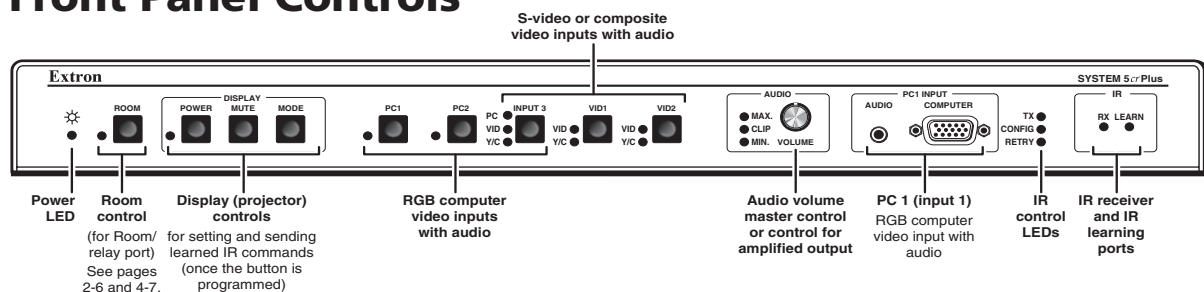 Front Panel Controls
S-video or composite
video inputs with audio
Extron
SYSTEM 5cr Plus
ROOM
DISPLAY
POWER MUTE MODE
PC1
PC2
INPUT 3
PC
VID
Y/C
VID1
VID
Y/C
VID2
VID
Y/C
AUDIO
MAX.
CLIP
MIN. VOLUME
PC1 INPUT
AUDIO COMPUTER
TX
CONFIG
RETRY
IR
RX LEARN
Power
LED
Room
control
(for Room/
relay port)
See pages
2-6 and 4-7.
Display (projector)
controls
for setting and sending
learned IR commands
(once the button is
programmed)
RGB computer
video inputs
with audio
Audio volume
master control
or control for
amplified output
PC 1 (input 1)
RGB computer
video input with
audio
IR
control
LEDs
IR receiver
and IR
learning
ports